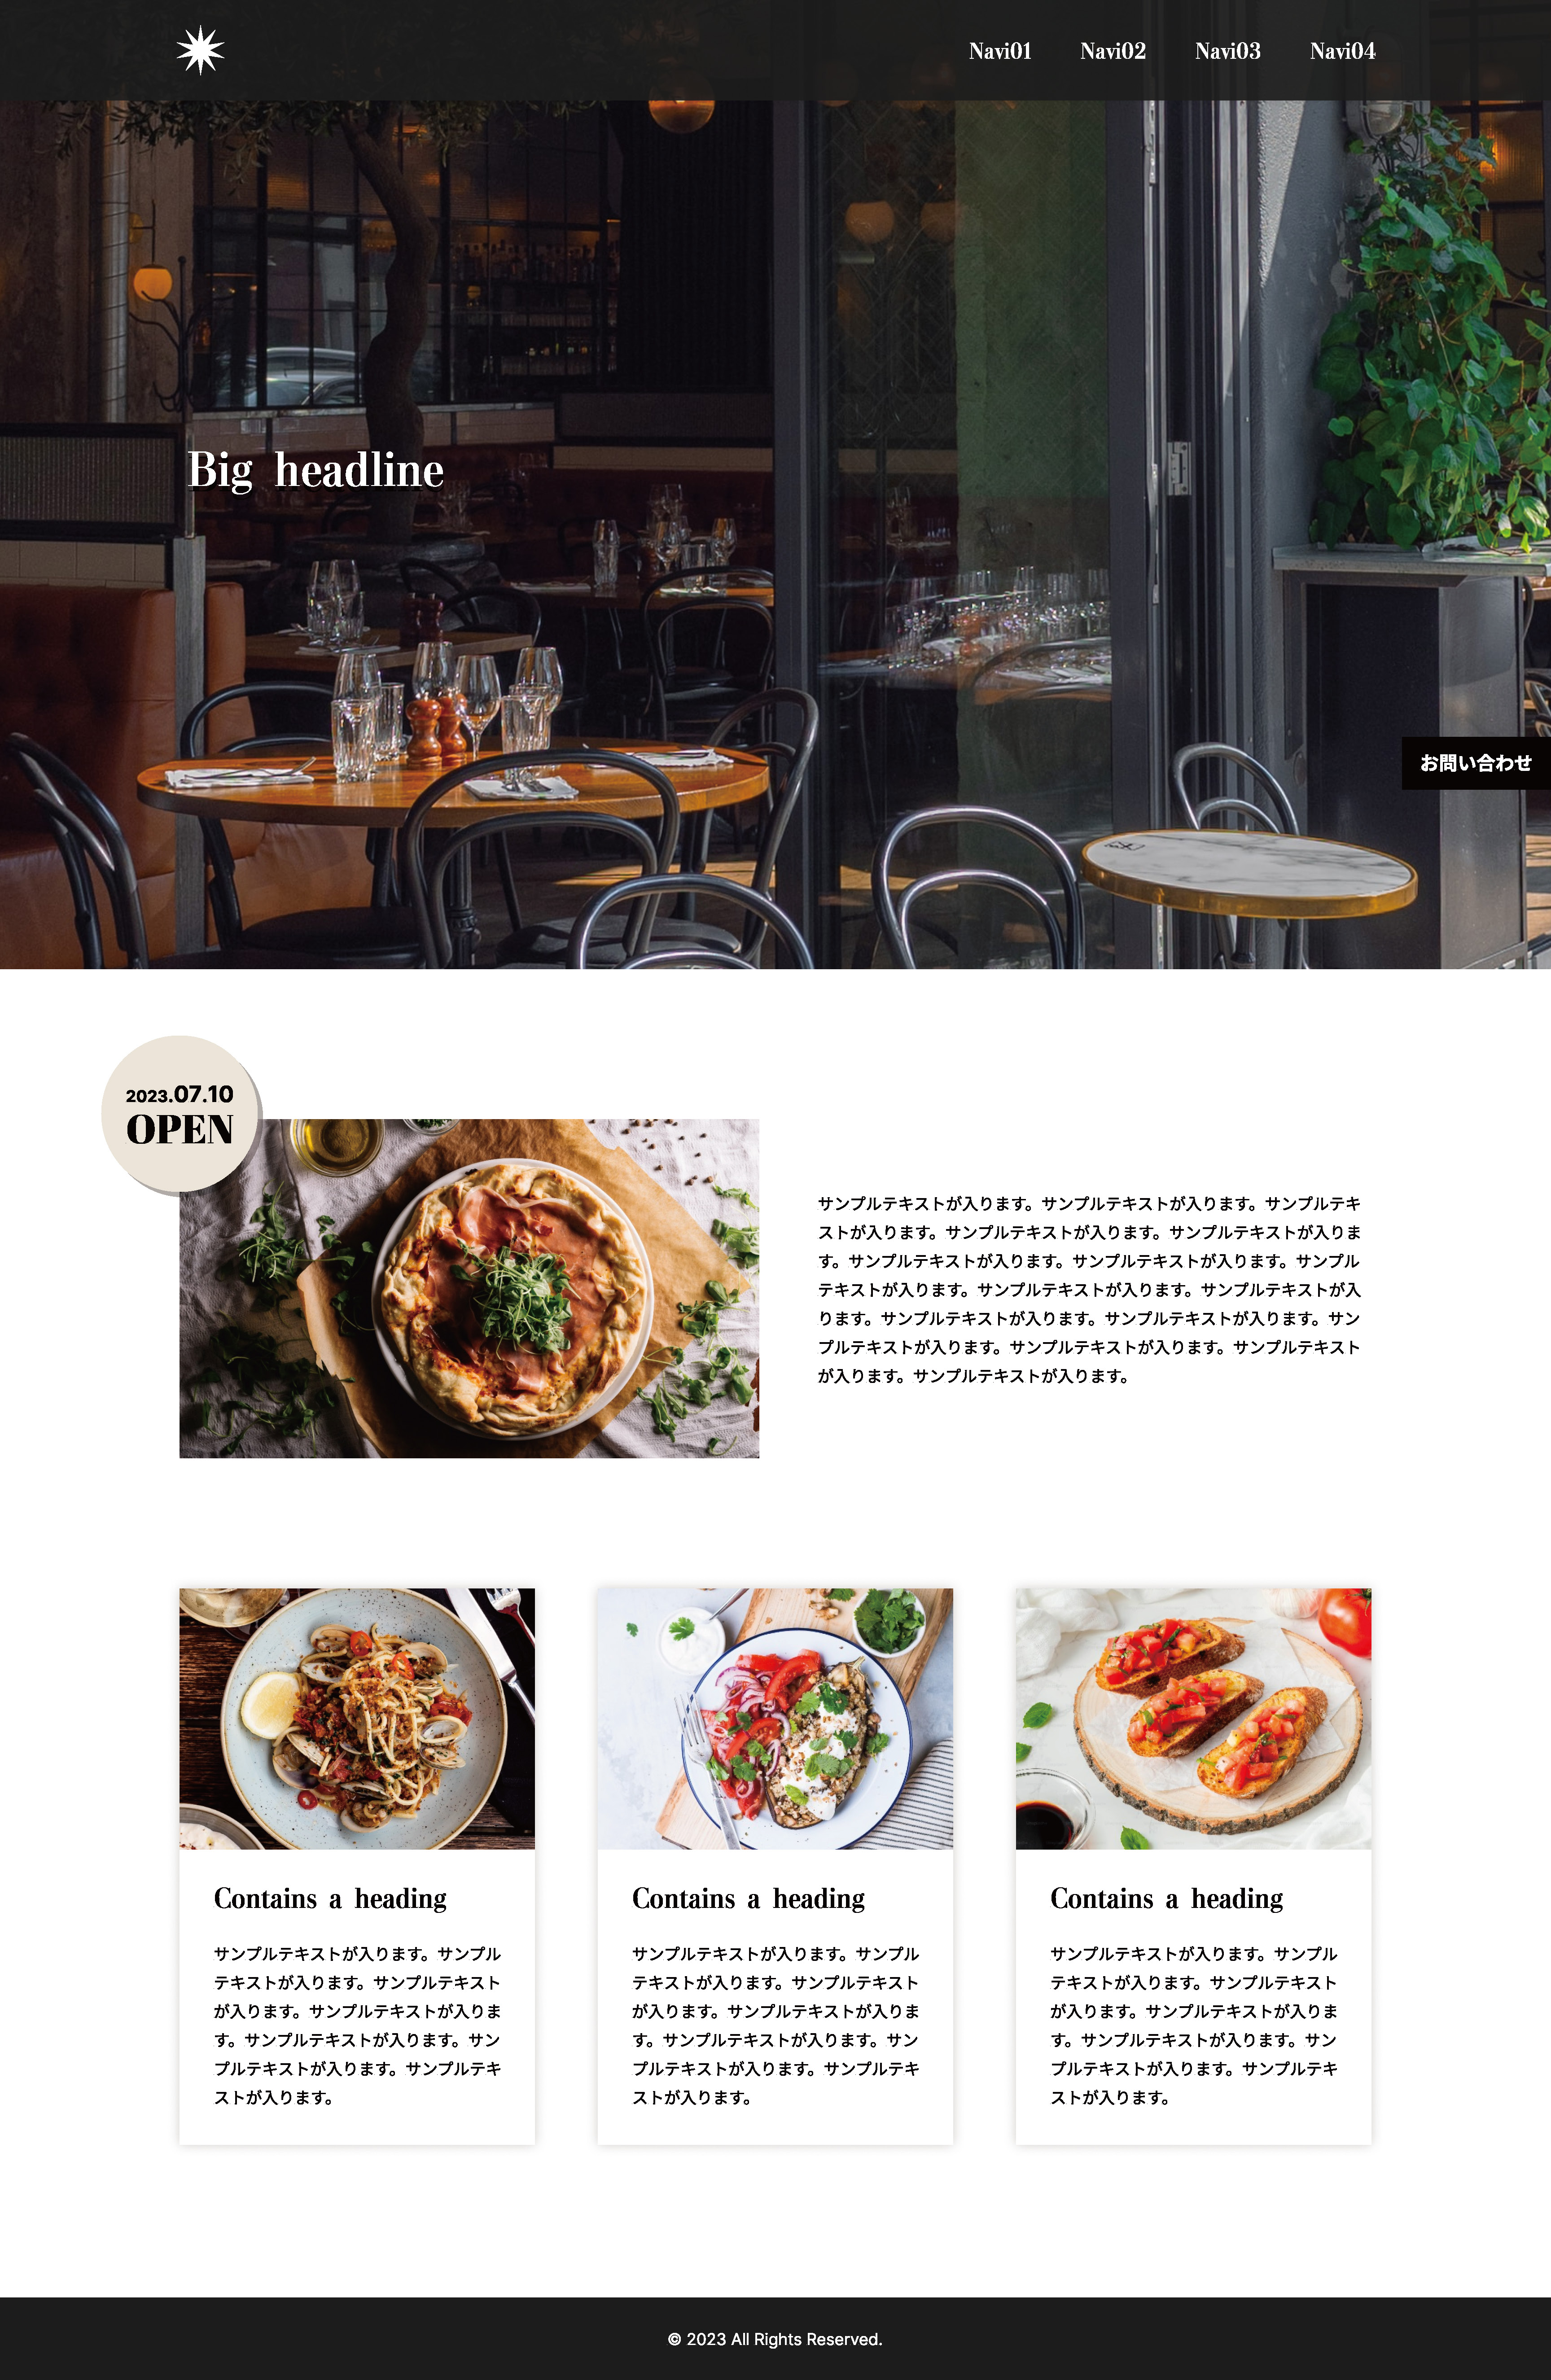 Navi01 Navi02 Navi03 Navi04
Big headline
お問い合わせ
2023.07.10
OPEN
サンプルテキストが入ります。サンプルテキストが入ります。サンプルテキ
ストが入ります。サンプルテキストが入ります。サンプルテキストが入りま
す。サンプルテキストが入ります。サンプルテキストが入ります。サンプル
テキストが入ります。サンプルテキストが入ります。サンプルテキストが入
ります。サンプルテキストが入ります。サンプルテキストが入ります。サン
プルテキストが入ります。サンプルテキストが入ります。サンプルテキスト
が入ります。サンプルテキストが入ります。
Contains a heading
サンプルテキストが入ります。サンプル
テキストが入ります。サンプルテキスト
が入ります。サンプルテキストが入りま
す。サンプルテキストが入ります。サン
プルテキストが入ります。サンプルテキ
ストが入ります。
Contains a heading
サンプルテキストが入ります。サンプル
テキストが入ります。サンプルテキスト
が入ります。サンプルテキストが入りま
す。サンプルテキストが入ります。サン
プルテキストが入ります。サンプルテキ
ストが入ります。
Contains a heading
サンプルテキストが入ります。サンプル
テキストが入ります。サンプルテキスト
が入ります。サンプルテキストが入りま
す。サンプルテキストが入ります。サン
プルテキストが入ります。サンプルテキ
ストが入ります。
© 2023 All Rights Reserved.